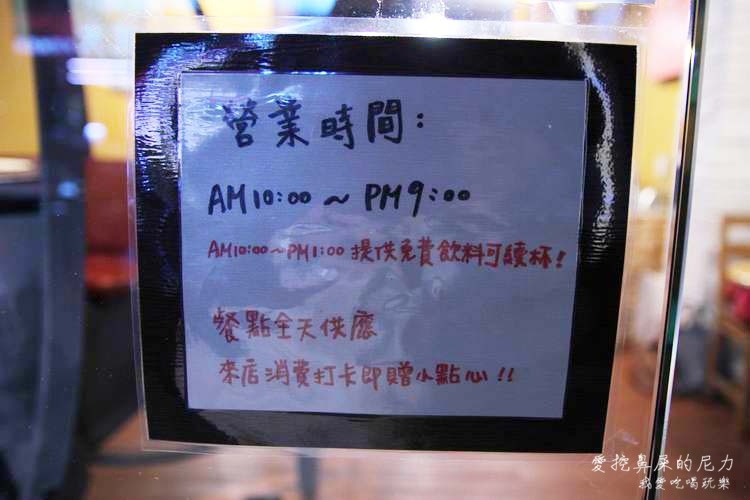 營業時間:
AM10:00~PM9:00
AM10:00~PM1:00 提供免費飲料可續杯!
餐點全天供應
來店消費打卡即贈小點心!!
愛挖鼻屎的尼力
我愛吃喝玩樂